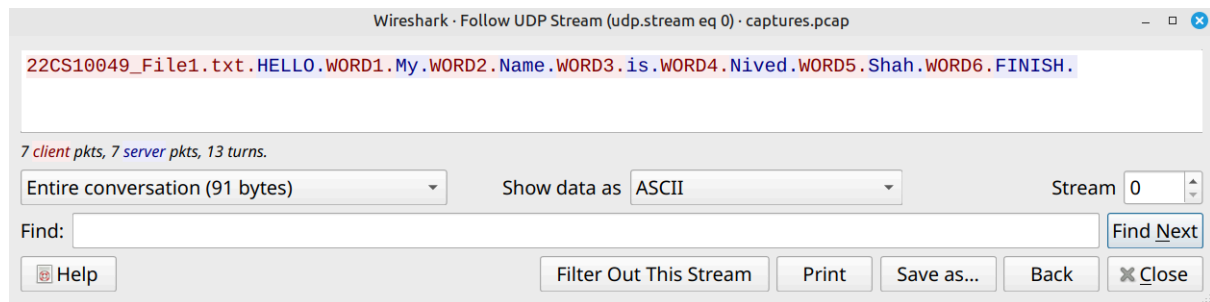 Wireshark · Follow UDP Stream (udp.stream eq 0) · captures.pcap
22CS10049_File1.txt.HELLO.WORD1.My.WORD2.Name.WORD3.is.WORD4.Nived.WORD5.Shah.WORD6.FINISH.
7 client pkts, 7 server pkts, 13 turns.
Entire conversation (91 bytes) Show data as ASCII Stream 0
Find: Find Next
Help Filter Out This Stream Print Save as... Back Close